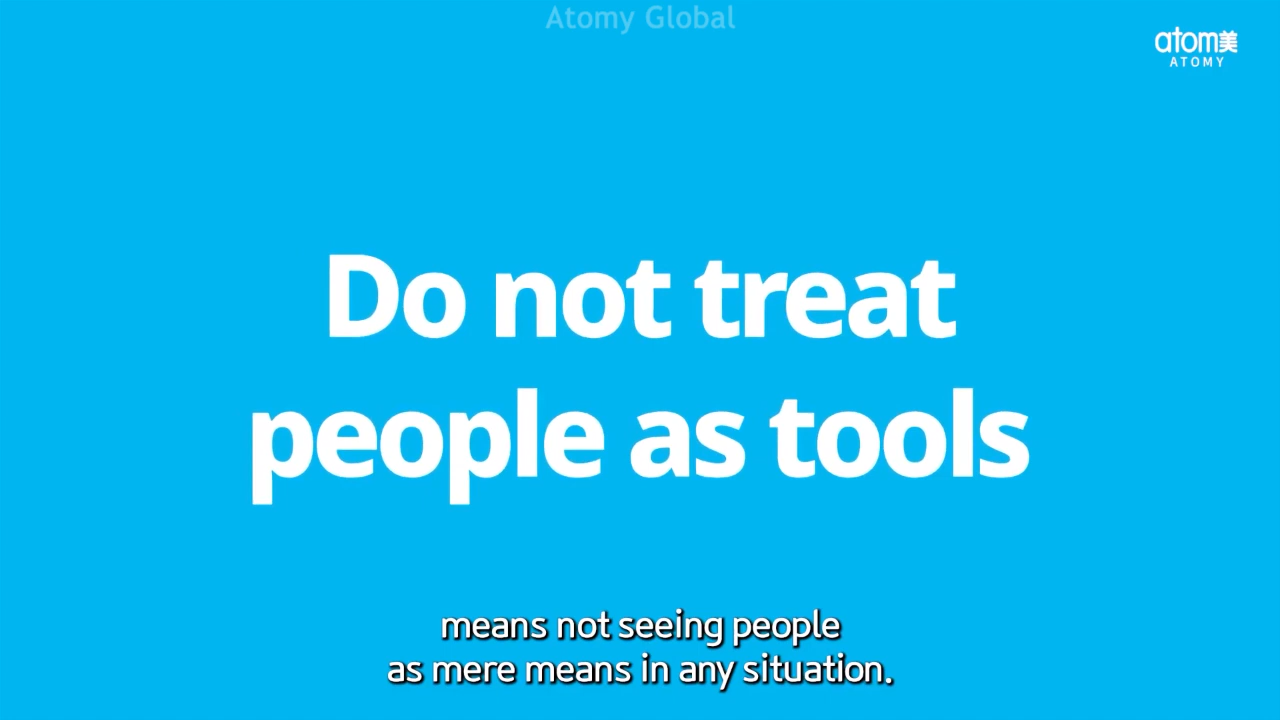 Atomy Global
atom美
ATOMY
Do not treat
people as tools
means not seeing people
as mere means in any situation.